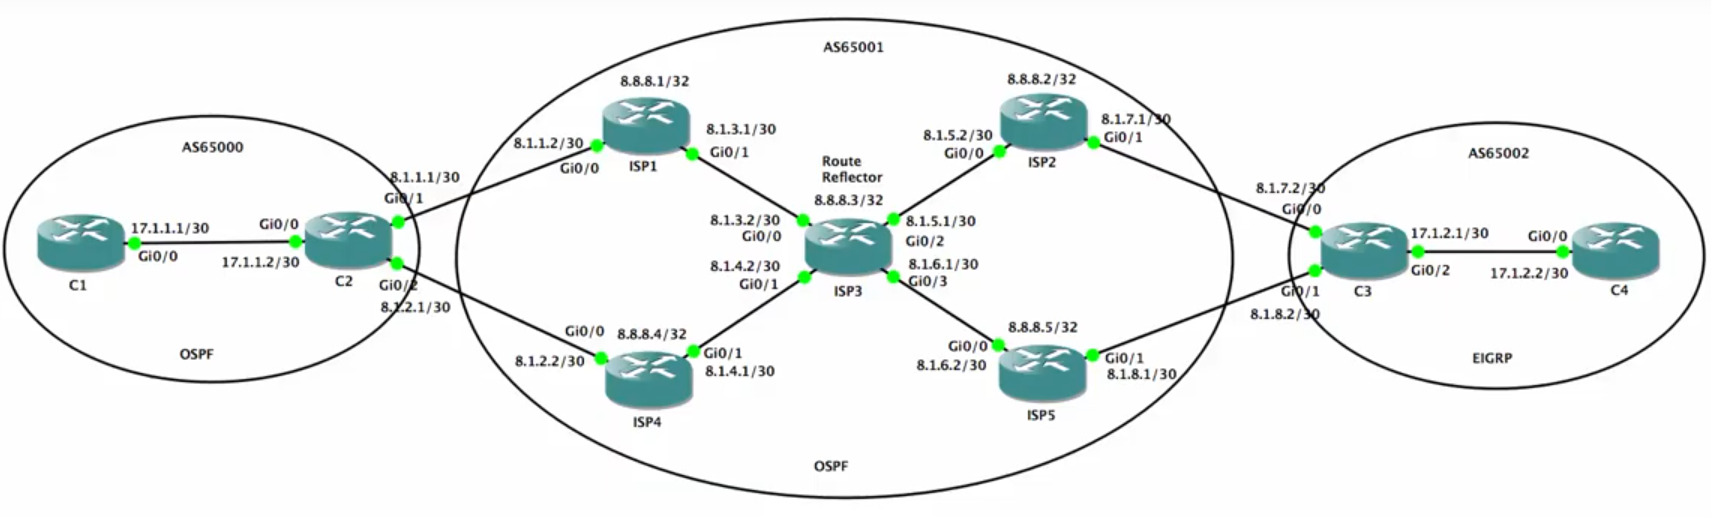 AS65001
8.8.8.1/32
8.8.8.2/32
8.1.1.2/30
Gi0/0
ISP1
8.1.3.1/30
Gi0/1
8.1.5.2/30
Gi0/0
ISP2
8.1.7.1/30
Gi0/1
AS65000
8.1.1.1/30
Gi0/1
17.1.1.1/30
Gi0/0
C1
Gi0/0
17.1.1.2/30
C2
Gi0/2
8.1.2.1/30
OSPF
Route
Reflector
8.8.8.3/32
8.1.3.2/30
Gi0/0
8.1.5.1/30
Gi0/2
8.1.4.2/30
Gi0/1
8.1.6.1/30
Gi0/3
ISP3
AS65002
8.1.7.2/30
Gi0/0
17.1.2.1/30
Gi0/2
Gi0/0
17.1.2.2/30
C3
C4
Gi0/1
8.1.8.2/30
EIGRP
Gi0/0
8.1.2.2/30
8.8.8.4/32
Gi0/1
8.1.4.1/30
ISP4
8.8.8.5/32
Gi0/0
8.1.6.2/30
Gi0/1
8.1.8.1/30
ISP5
OSPF